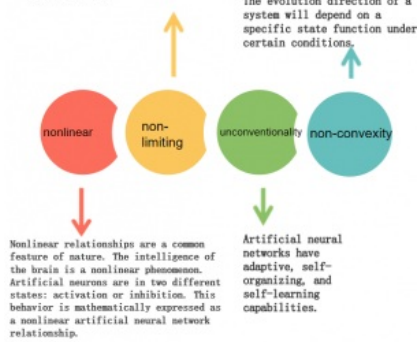 The evolution direction of a
system will depend on a
specific state function under
certain conditions.
nonlinear
non-
limiting
unconventionality
non-convexity
Nonlinear relationships are a common
feature of nature. The intelligence of
the brain is a nonlinear phenomenon.
Artificial neurons are in two different
states: activation or inhibition. This
behavior is mathematically expressed as
a nonlinear artificial neural network
relationship.
Artificial neural
networks have
adaptive, self-
organizing, and
self-learning
capabilities.